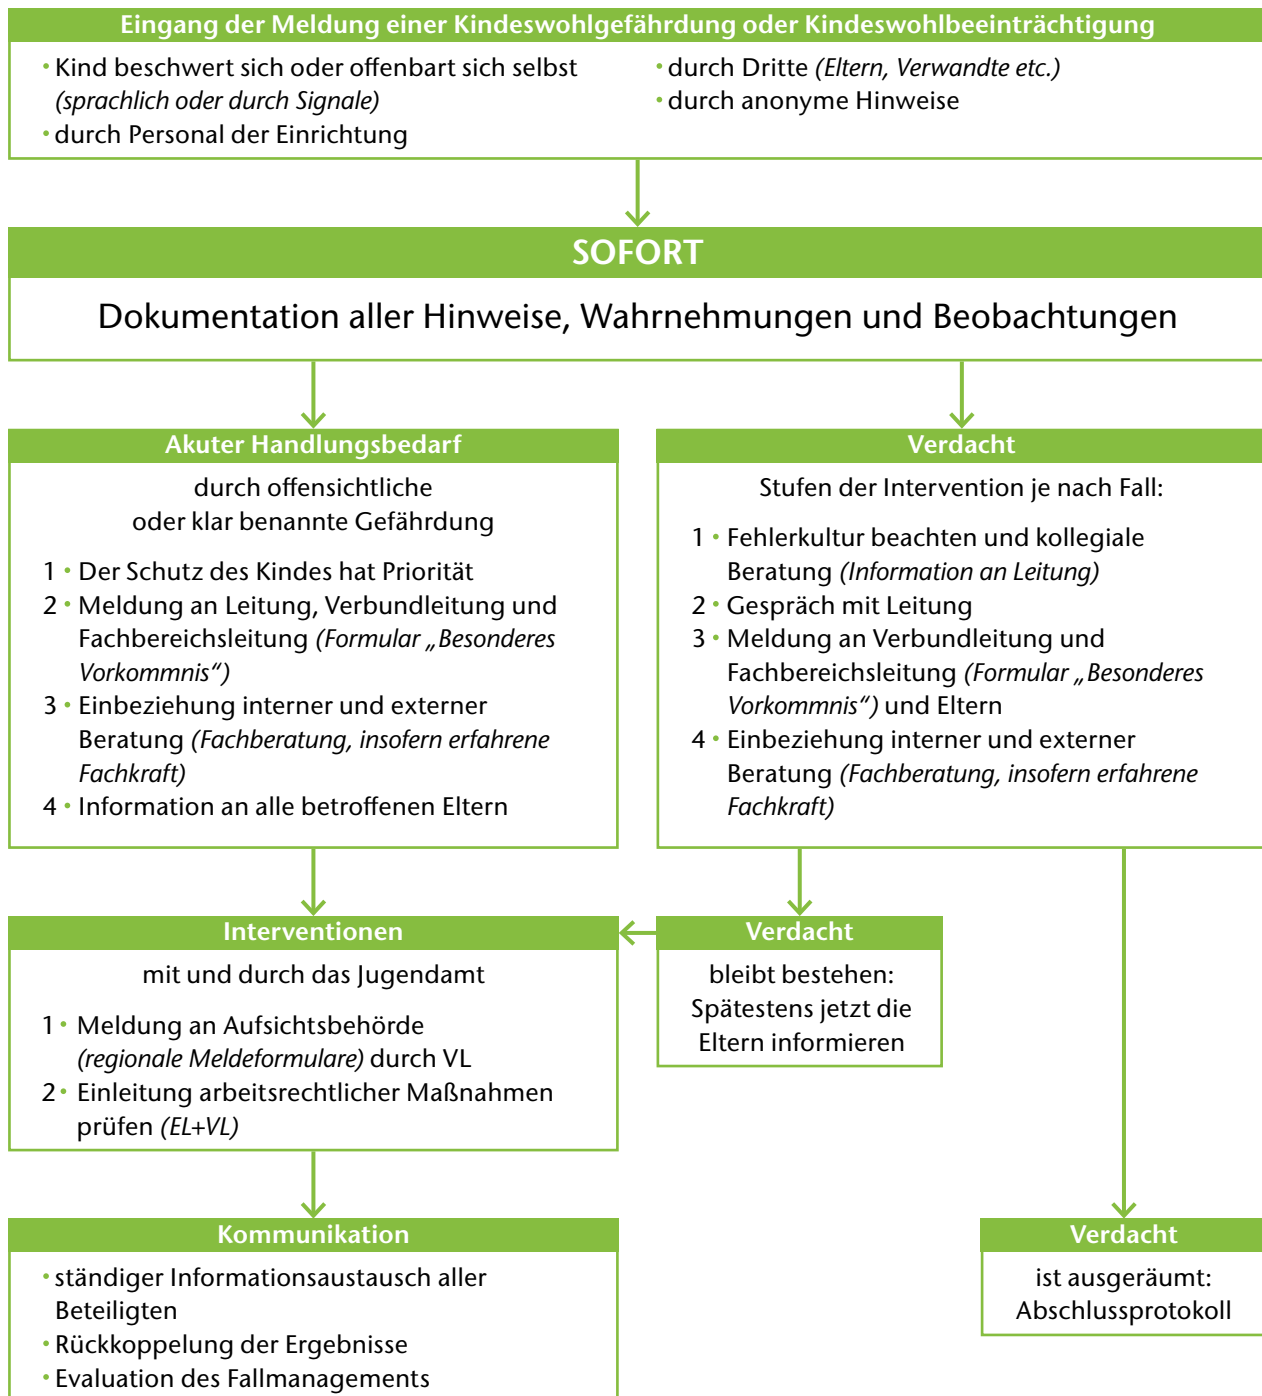 Eingang der Meldung einer Kindeswohlgefährdung oder Kindeswohlbeeinträchtigung
• Kind beschwert sich oder offenbart sich selbst
(sprachlich oder durch Signale)
• durch Personal der Einrichtung
• durch Dritte (Eltern, Verwandte etc.)
• durch anonyme Hinweise
SOFORT
Dokumentation aller Hinweise, Wahrnehmungen und Beobachtungen
Akuter Handlungsbedarf
durch offensichtliche
oder klar benannte Gefährdung
1 • Der Schutz des Kindes hat Priorität
2 • Meldung an Leitung, Verbundleitung und
Fachbereichsleitung (Formular „Besonderes
Vorkommnis“)
3 • Einbeziehung interner und externer
Beratung (Fachberatung, insofern erfahrene
Fachkraft)
4 • Information an alle betroffenen Eltern
Verdacht
Stufen der Intervention je nach Fall:
1 • Fehlerkultur beachten und kollegiale
Beratung (Information an Leitung)
2 • Gespräch mit Leitung
3 • Meldung an Verbundleitung und
Fachbereichsleitung (Formular „Besonderes
Vorkommnis“) und Eltern
4 • Einbeziehung interner und externer
Beratung (Fachberatung, insofern erfahrene
Fachkraft)
Interventionen
mit und durch das Jugendamt
1 • Meldung an Aufsichtsbehörde
(regionale Meldeformulare) durch VL
2 • Einleitung arbeitsrechtlicher Maßnahmen
prüfen (EL+VL)
Verdacht
bleibt bestehen:
Spätestens jetzt die
Eltern informieren
Kommunikation
• ständiger Informationsaustausch aller
Beteiligten
• Rückkoppelung der Ergebnisse
• Evaluation des Fallmanagements
Verdacht
ist ausgeräumt:
Abschlussprotokoll